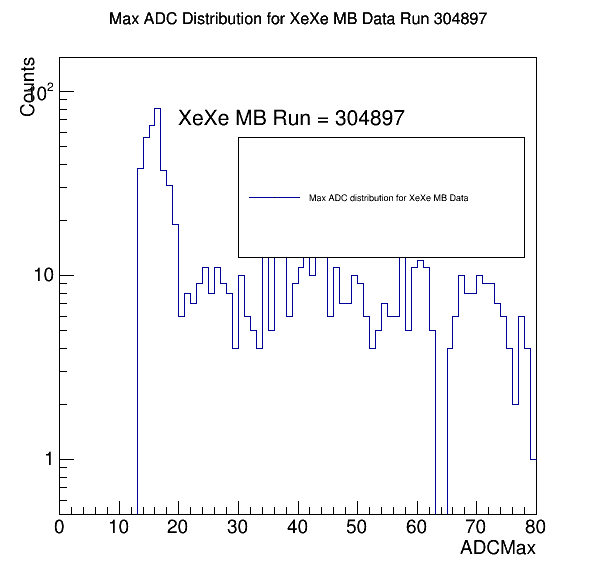 Max ADC Distribution for XeXe MB Data Run 304897
Counts
10²
XeXe MB Run = 304897
Max ADC distribution for XeXe MB Data
10
1
0 10 20 30 40 50 60 70 80
ADCMax